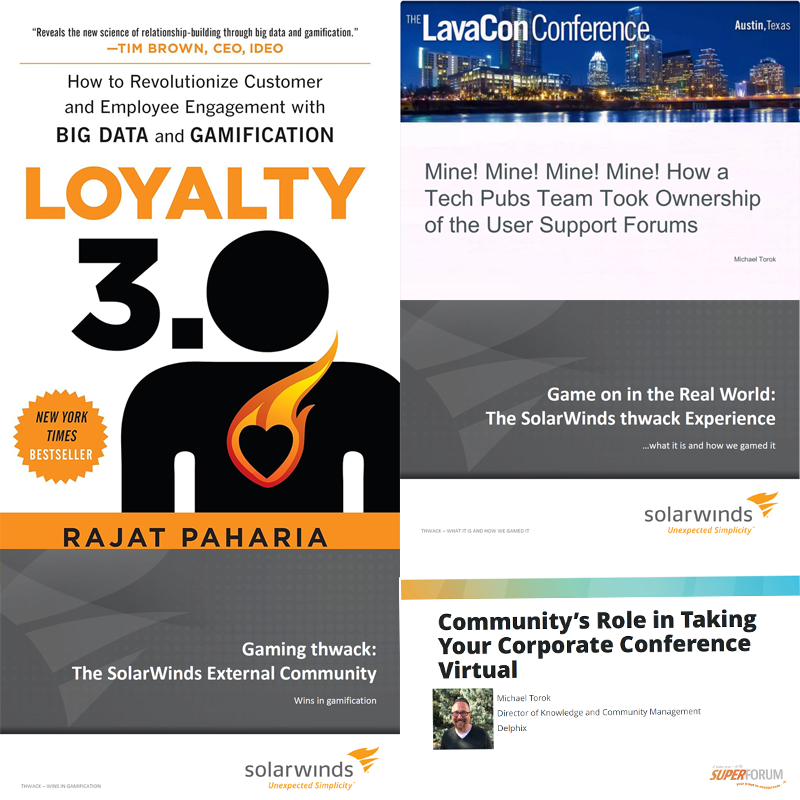 “Reveals the new science of relationship-building through big data and gamification.”
—TIM BROWN, CEO, IDEO
How to Revolutionize Customer
and Employee Engagement with
BIG DATA and GAMIFICATION
LOYALTY
3.0
NEW YORK
TIMES
BESTSELLER
RAJAT PAHARIA
Gaming thwack:
The SolarWinds External Community
Wins in gamification
THWACK – WINS IN GAMIFICATION
solarwinds
Unexpected Simplicity
THE LavaCon Conference
Austin, Texas
Mine! Mine! Mine! Mine! How a
Tech Pubs Team Took Ownership
of the User Support Forums
Michael Torok
Game on in the Real World:
The SolarWinds thwack Experience
...what it is and how we gamed it
THWACK – WHAT IT IS AND HOW WE GAMED IT
solarwinds
Unexpected Simplicity
Community’s Role in Taking
Your Corporate Conference
Virtual
Michael Torok
Director of Knowledge and Community Management
Delphix
SUPERFORUM